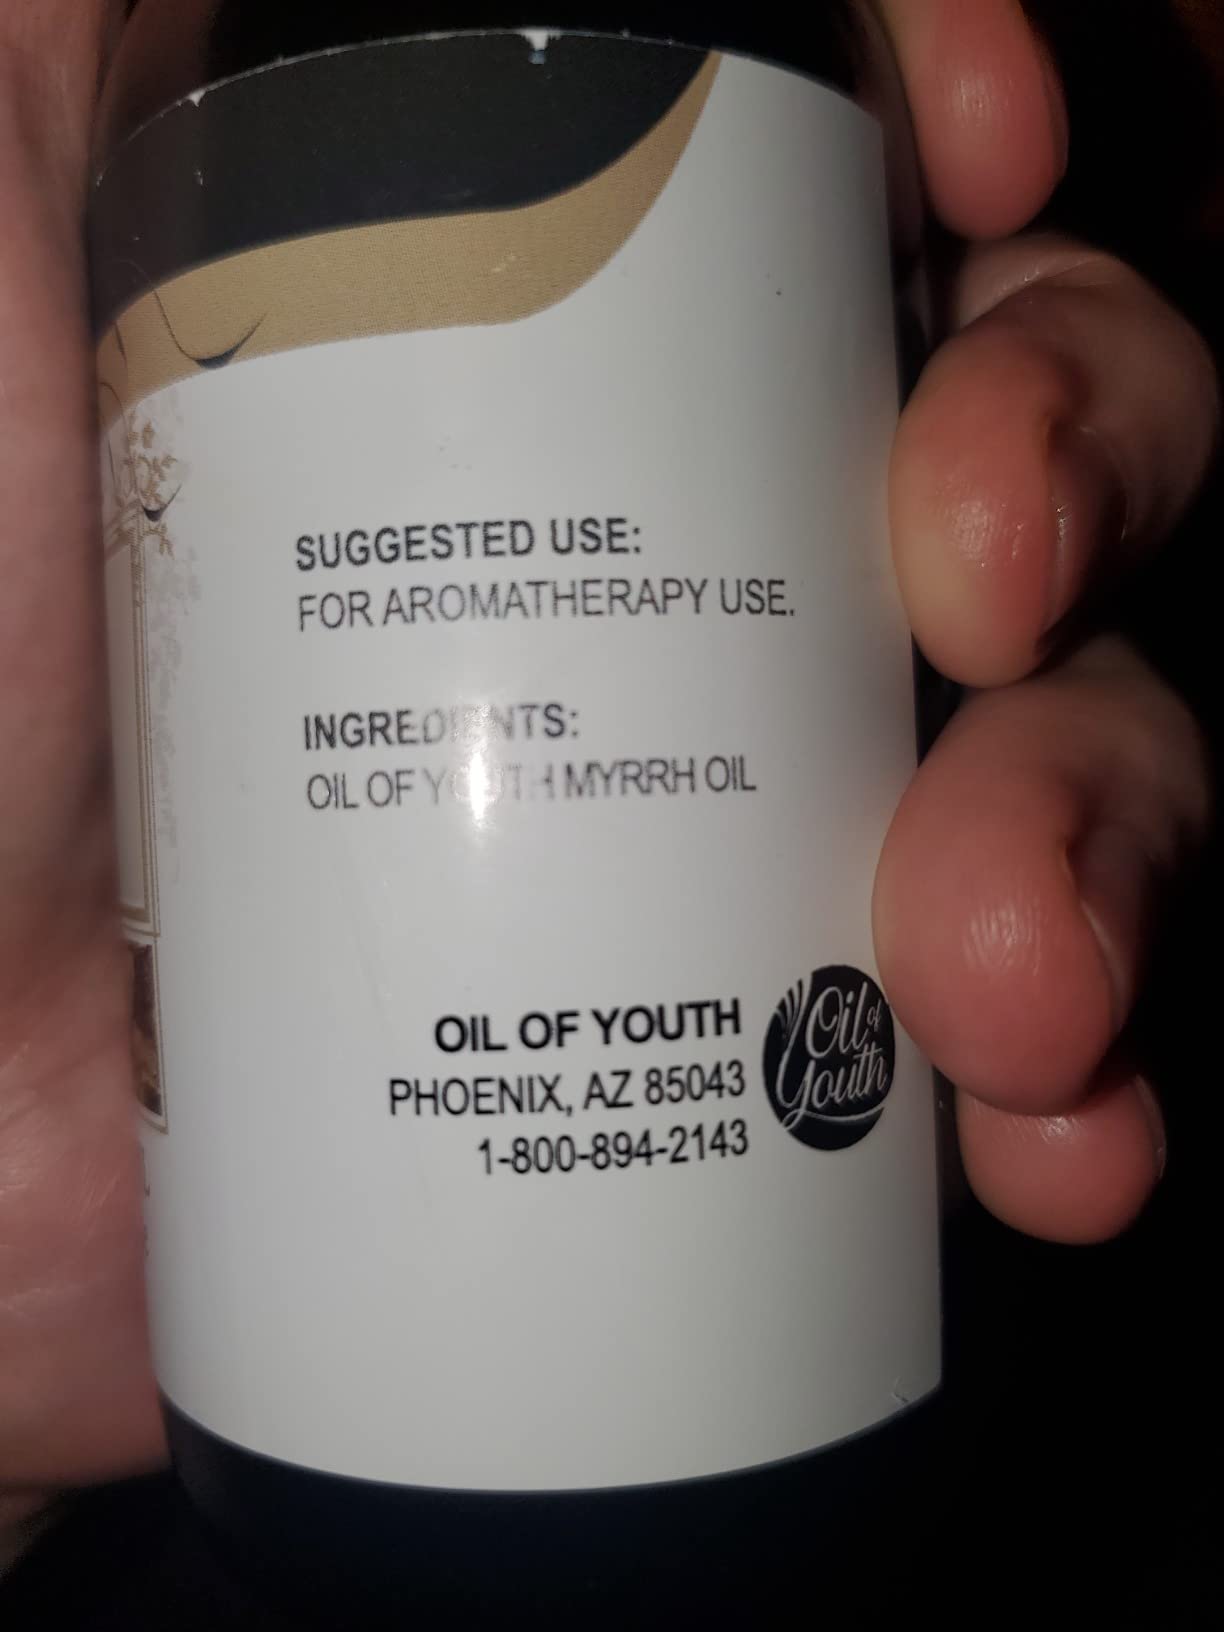 SUGGESTED USE:
FOR AROMATHERAPY USE.
INGREDIENTS:
OIL OF YOUTH MYRRH OIL
OIL OF YOUTH
PHOENIX, AZ 85043
1-800-894-2143
Oil of
Youth